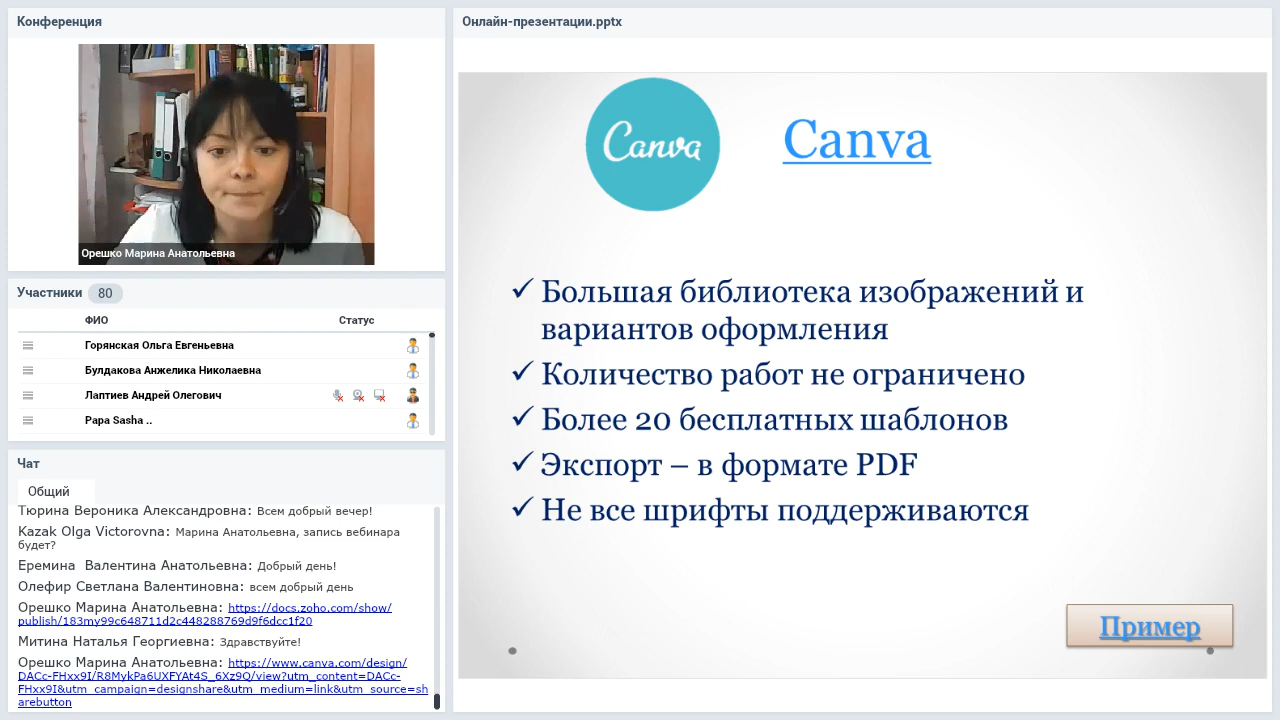 Конференция
Орешко Марина Анатольевна
Участники 80
ФИО Статус
Горянская Ольга Евгеньевна
Булдакова Анжелика Николаевна
Лаптиев Андрей Олегович
Papa Sasha ..
Чат
Общий
Тюрина Вероника Александровна: Всем добрый вечер!
Kazak Olga Victorovna: Марина Анатольевна, запись вебинара
будет?
Еремина Валентина Анатольевна: Добрый день!
Олефир Светлана Валентиновна: всем добрый день
Орешко Марина Анатольевна: https://docs.zoho.com/show/
publish/183my99c648711d2c448288769d9f6dcc1f20
Митина Наталья Георгиевна: Здравствуйте!
Орешко Марина Анатольевна: https://www.canva.com/design/
DACc-FHxx9I/R8MykPa6UXFYAt4S_6Xz9Q/view?utm_content=DACc-
FHxx9I&utm_campaign=designshare&utm_medium=link&utm_source=sh
arebutton
Онлайн-презентации.pptx
Canva
Canva
Большая библиотека изображений и
вариантов оформления
Количество работ не ограничено
Более 20 бесплатных шаблонов
Экспорт – в формате PDF
Не все шрифты поддерживаются
Пример